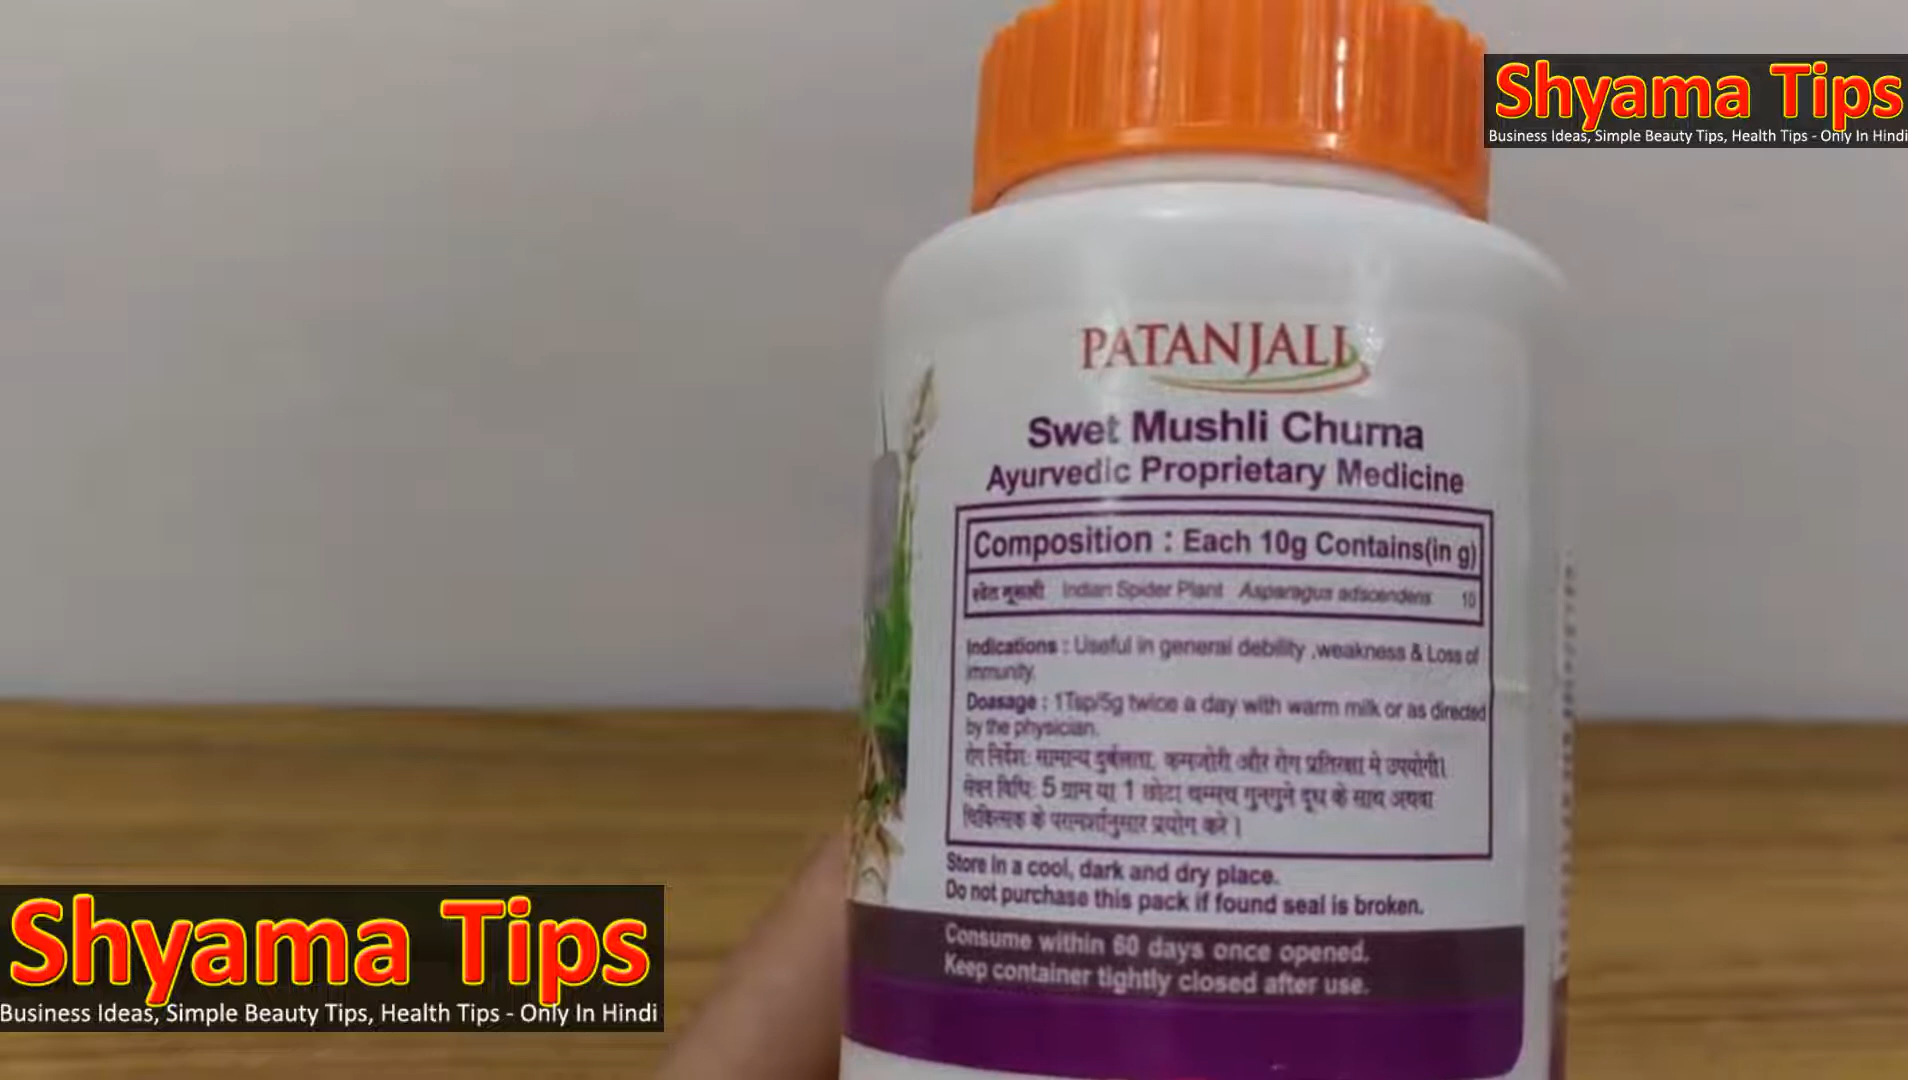 Shyama Tips
Business Ideas, Simple Beauty Tips, Health Tips - Only In Hindi
PATANJALI
Swet Mushli Churna
Ayurvedic Proprietary Medicine
Composition : Each 10g Contains(in g)
श्वेत मूसली Indian Spider Plant Asparagus adscendens 10
Indications : Useful in general debility ,weakness & Loss of
immunity.
Doasage : 1Tsp/5g twice a day with warm milk or as directed
by the physician.
रोग निर्देशः सामान्य दुर्बलता, कमजोरी और रोग प्रतिरक्षा मे उपयोगी।
सेवन विधिः 5 ग्राम या 1 छोटा चम्मच गुनगुने दूध के साथ अथवा
चिकित्सक के परामर्शानुसार प्रयोग करे।
Store in a cool, dark and dry place.
Do not purchase this pack if found seal is broken.
Consume within 60 days once opened.
Keep container tightly closed after use.
Shyama Tips
Business Ideas, Simple Beauty Tips, Health Tips - Only In Hindi